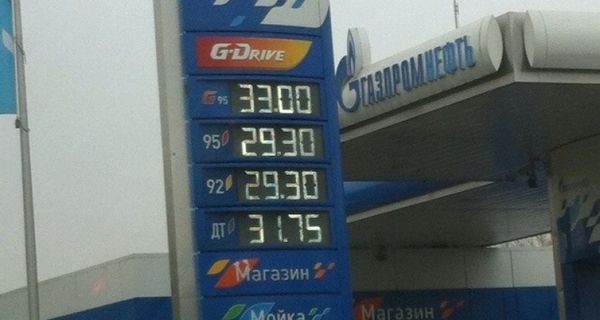 G-DRIVE
G 95 33.00
95 29.30
92 29.30
ДТ 31.75
Магазин
Мойка
ГАЗПРОМНЕФТЬ
Магазин